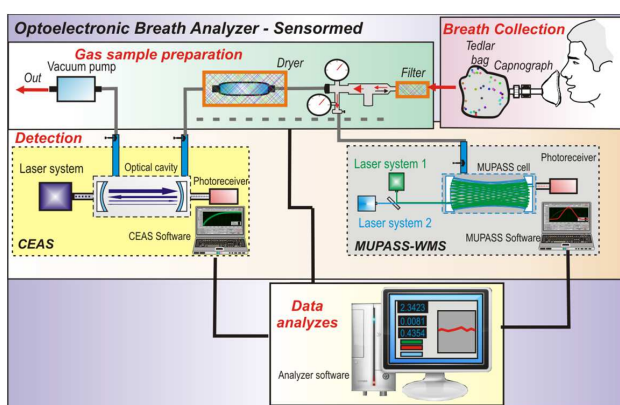 Optoelectronic Breath Analyzer - Sensormed
Breath Collection
Tedlar
bag
Capnograph
Gas sample preparation
Out
Vacuum pump
Dryer
Filter
Detection
Laser system
Optical cavity
Photoreceiver
CEAS Software
CEAS
Laser system 1
Laser system 2
MUPASS cell
Photoreceiver
MUPASS Software
MUPASS-WMS
Data
analyzes
2.3423
0.0081
0.4354
Analyzer software